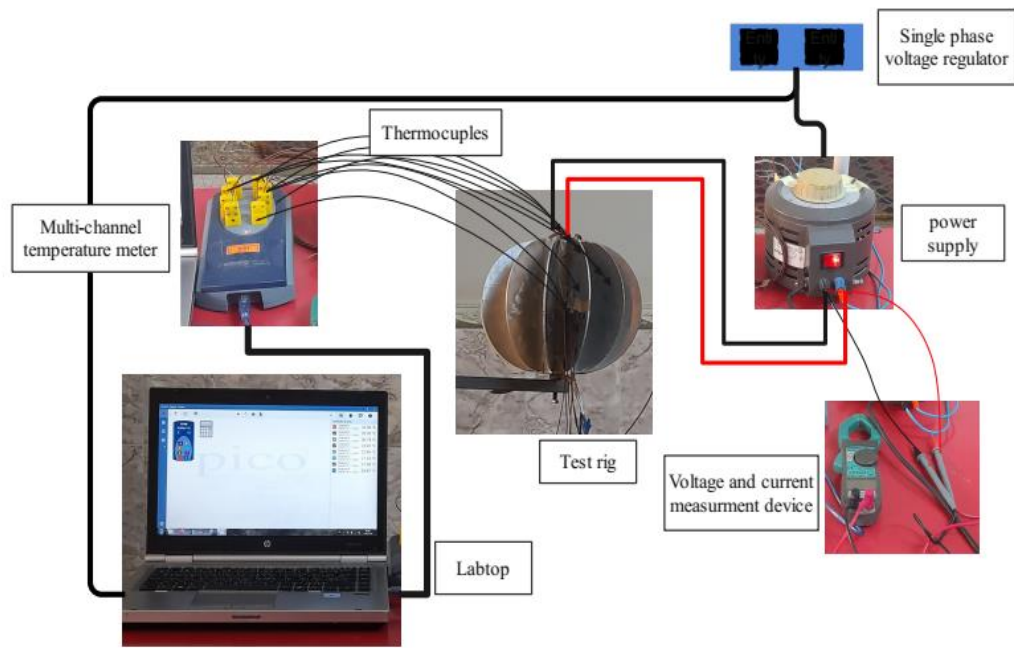 Single phase
voltage regulator
Thermocuples
Multi-channel
temperature meter
power
supply
Test rig
Voltage and current
measurment device
Labtop
pico
hp